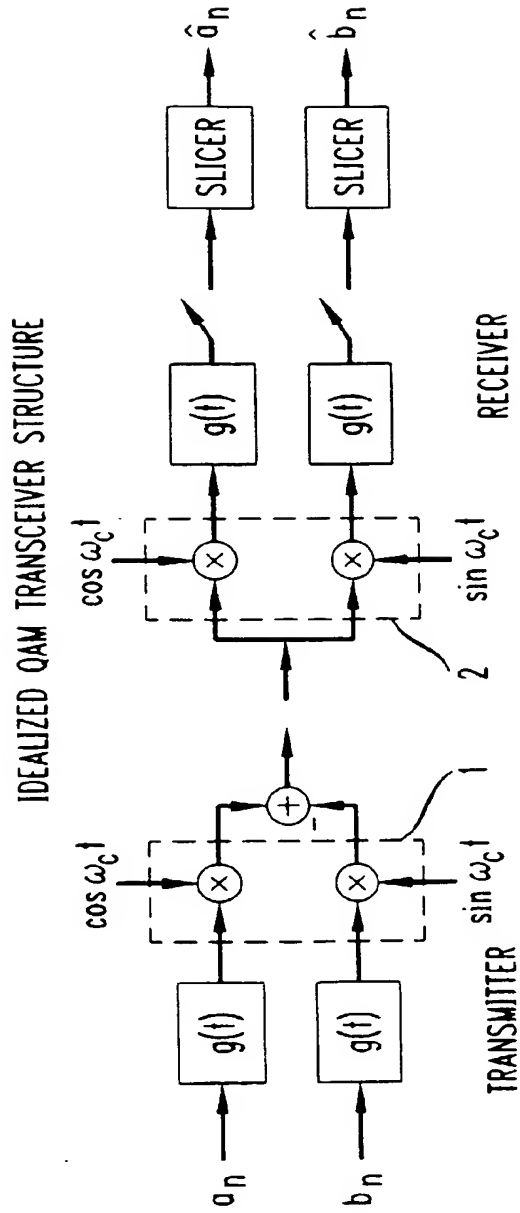 IDEALIZED QAM TRANSCEIVER STRUCTURE
cos ω_c t
cos ω_c t
a_n
g(t)
×
×
g(t)
SLICER
â_n
+
-
b_n
g(t)
×
×
g(t)
SLICER
b̂_n
sin ω_c t
1
2
sin ω_c t
TRANSMITTER
RECEIVER